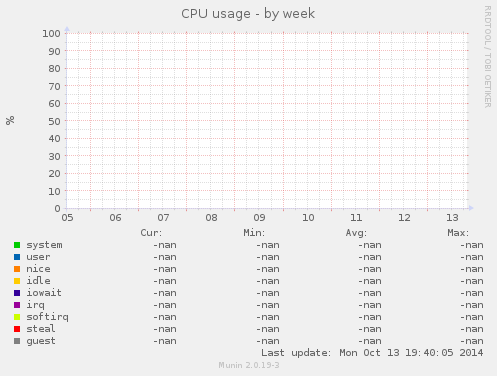 CPU usage - by week
RRDTOOL / TOBI OETIKER
%
100
90
80
70
60
50
40
30
20
10
0
05 06 07 08 09 10 11 12 13
Cur: Min: Avg: Max:
system -nan -nan -nan -nan
user -nan -nan -nan -nan
nice -nan -nan -nan -nan
idle -nan -nan -nan -nan
iowait -nan -nan -nan -nan
irq -nan -nan -nan -nan
softirq -nan -nan -nan -nan
steal -nan -nan -nan -nan
guest -nan -nan -nan -nan
Last update: Mon Oct 13 19:40:05 2014
Munin 2.0.19-3